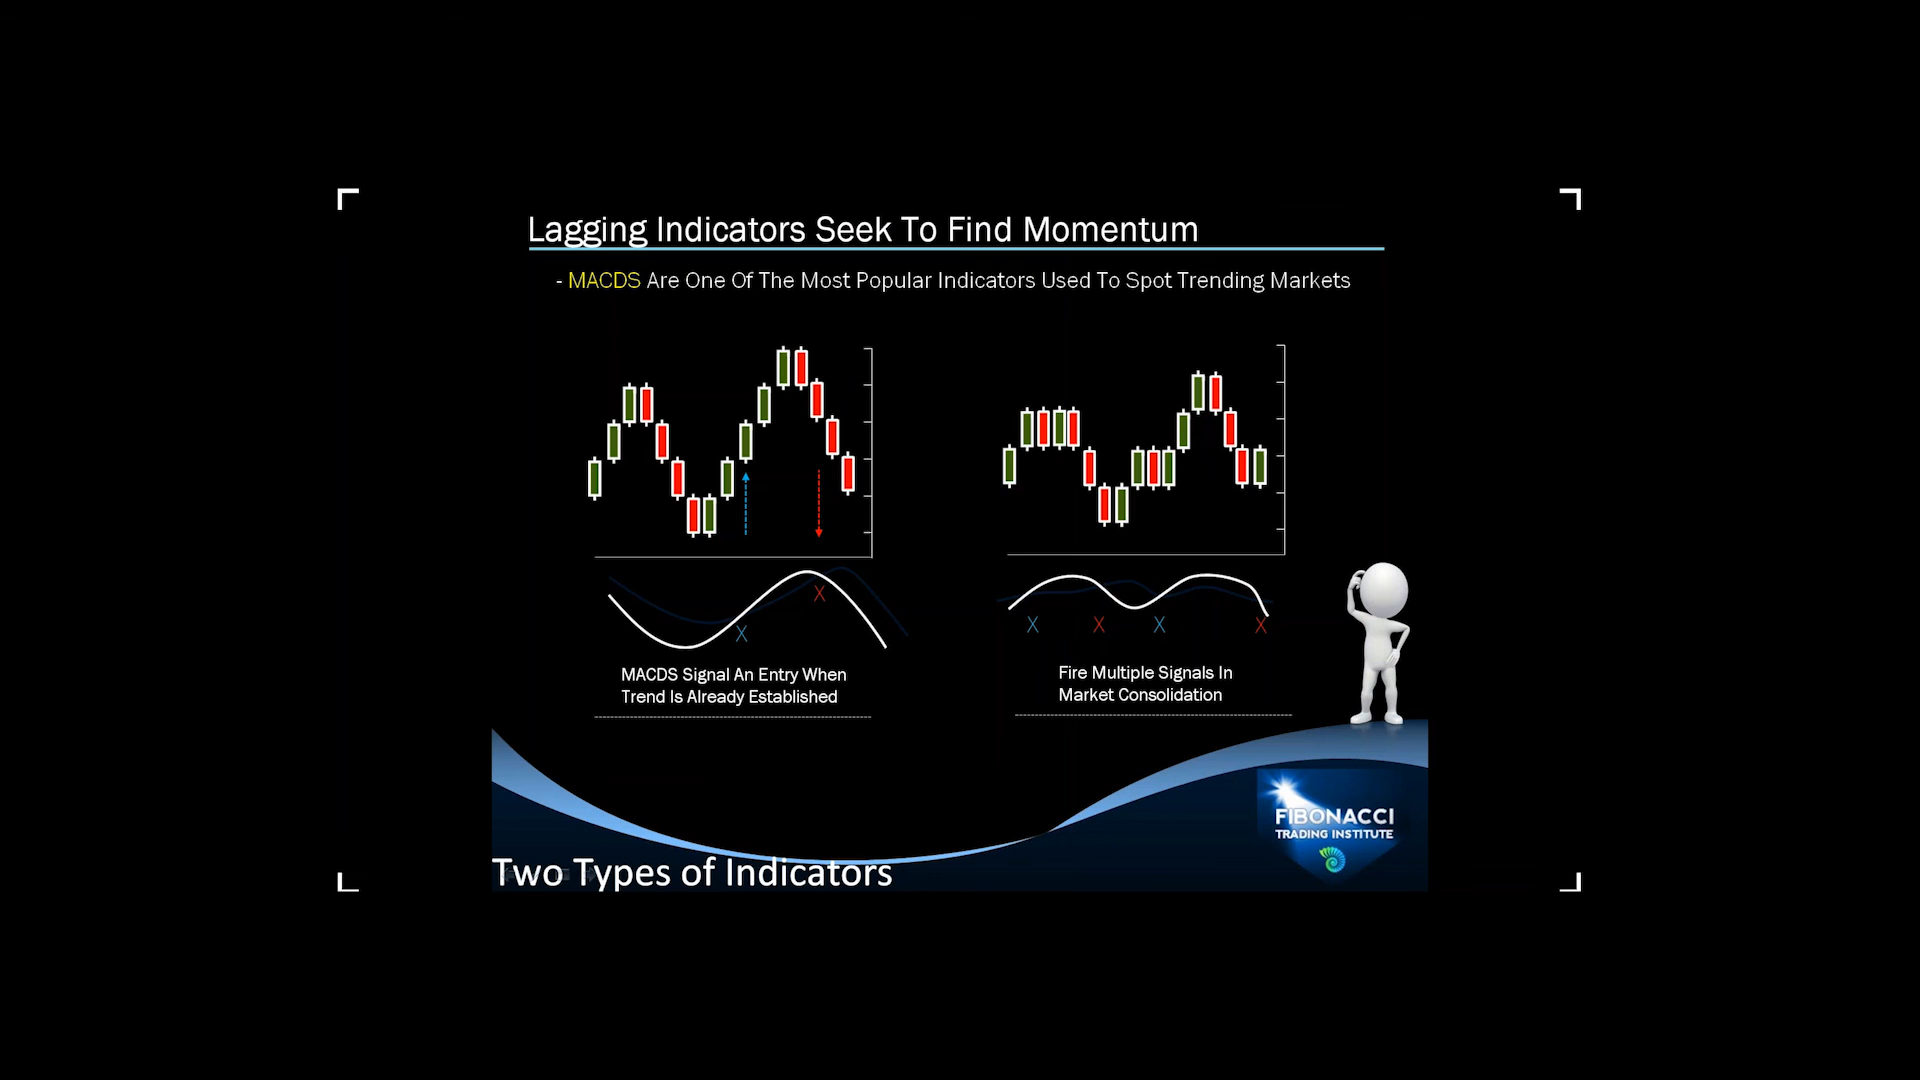 Lagging Indicators Seek To Find Momentum
- MACDS Are One Of The Most Popular Indicators Used To Spot Trending Markets
X
X
X
X
X
X
MACDS Signal An Entry When
Trend Is Already Established
Fire Multiple Signals In
Market Consolidation
FIBONACCI
TRADING INSTITUTE
Two Types of Indicators